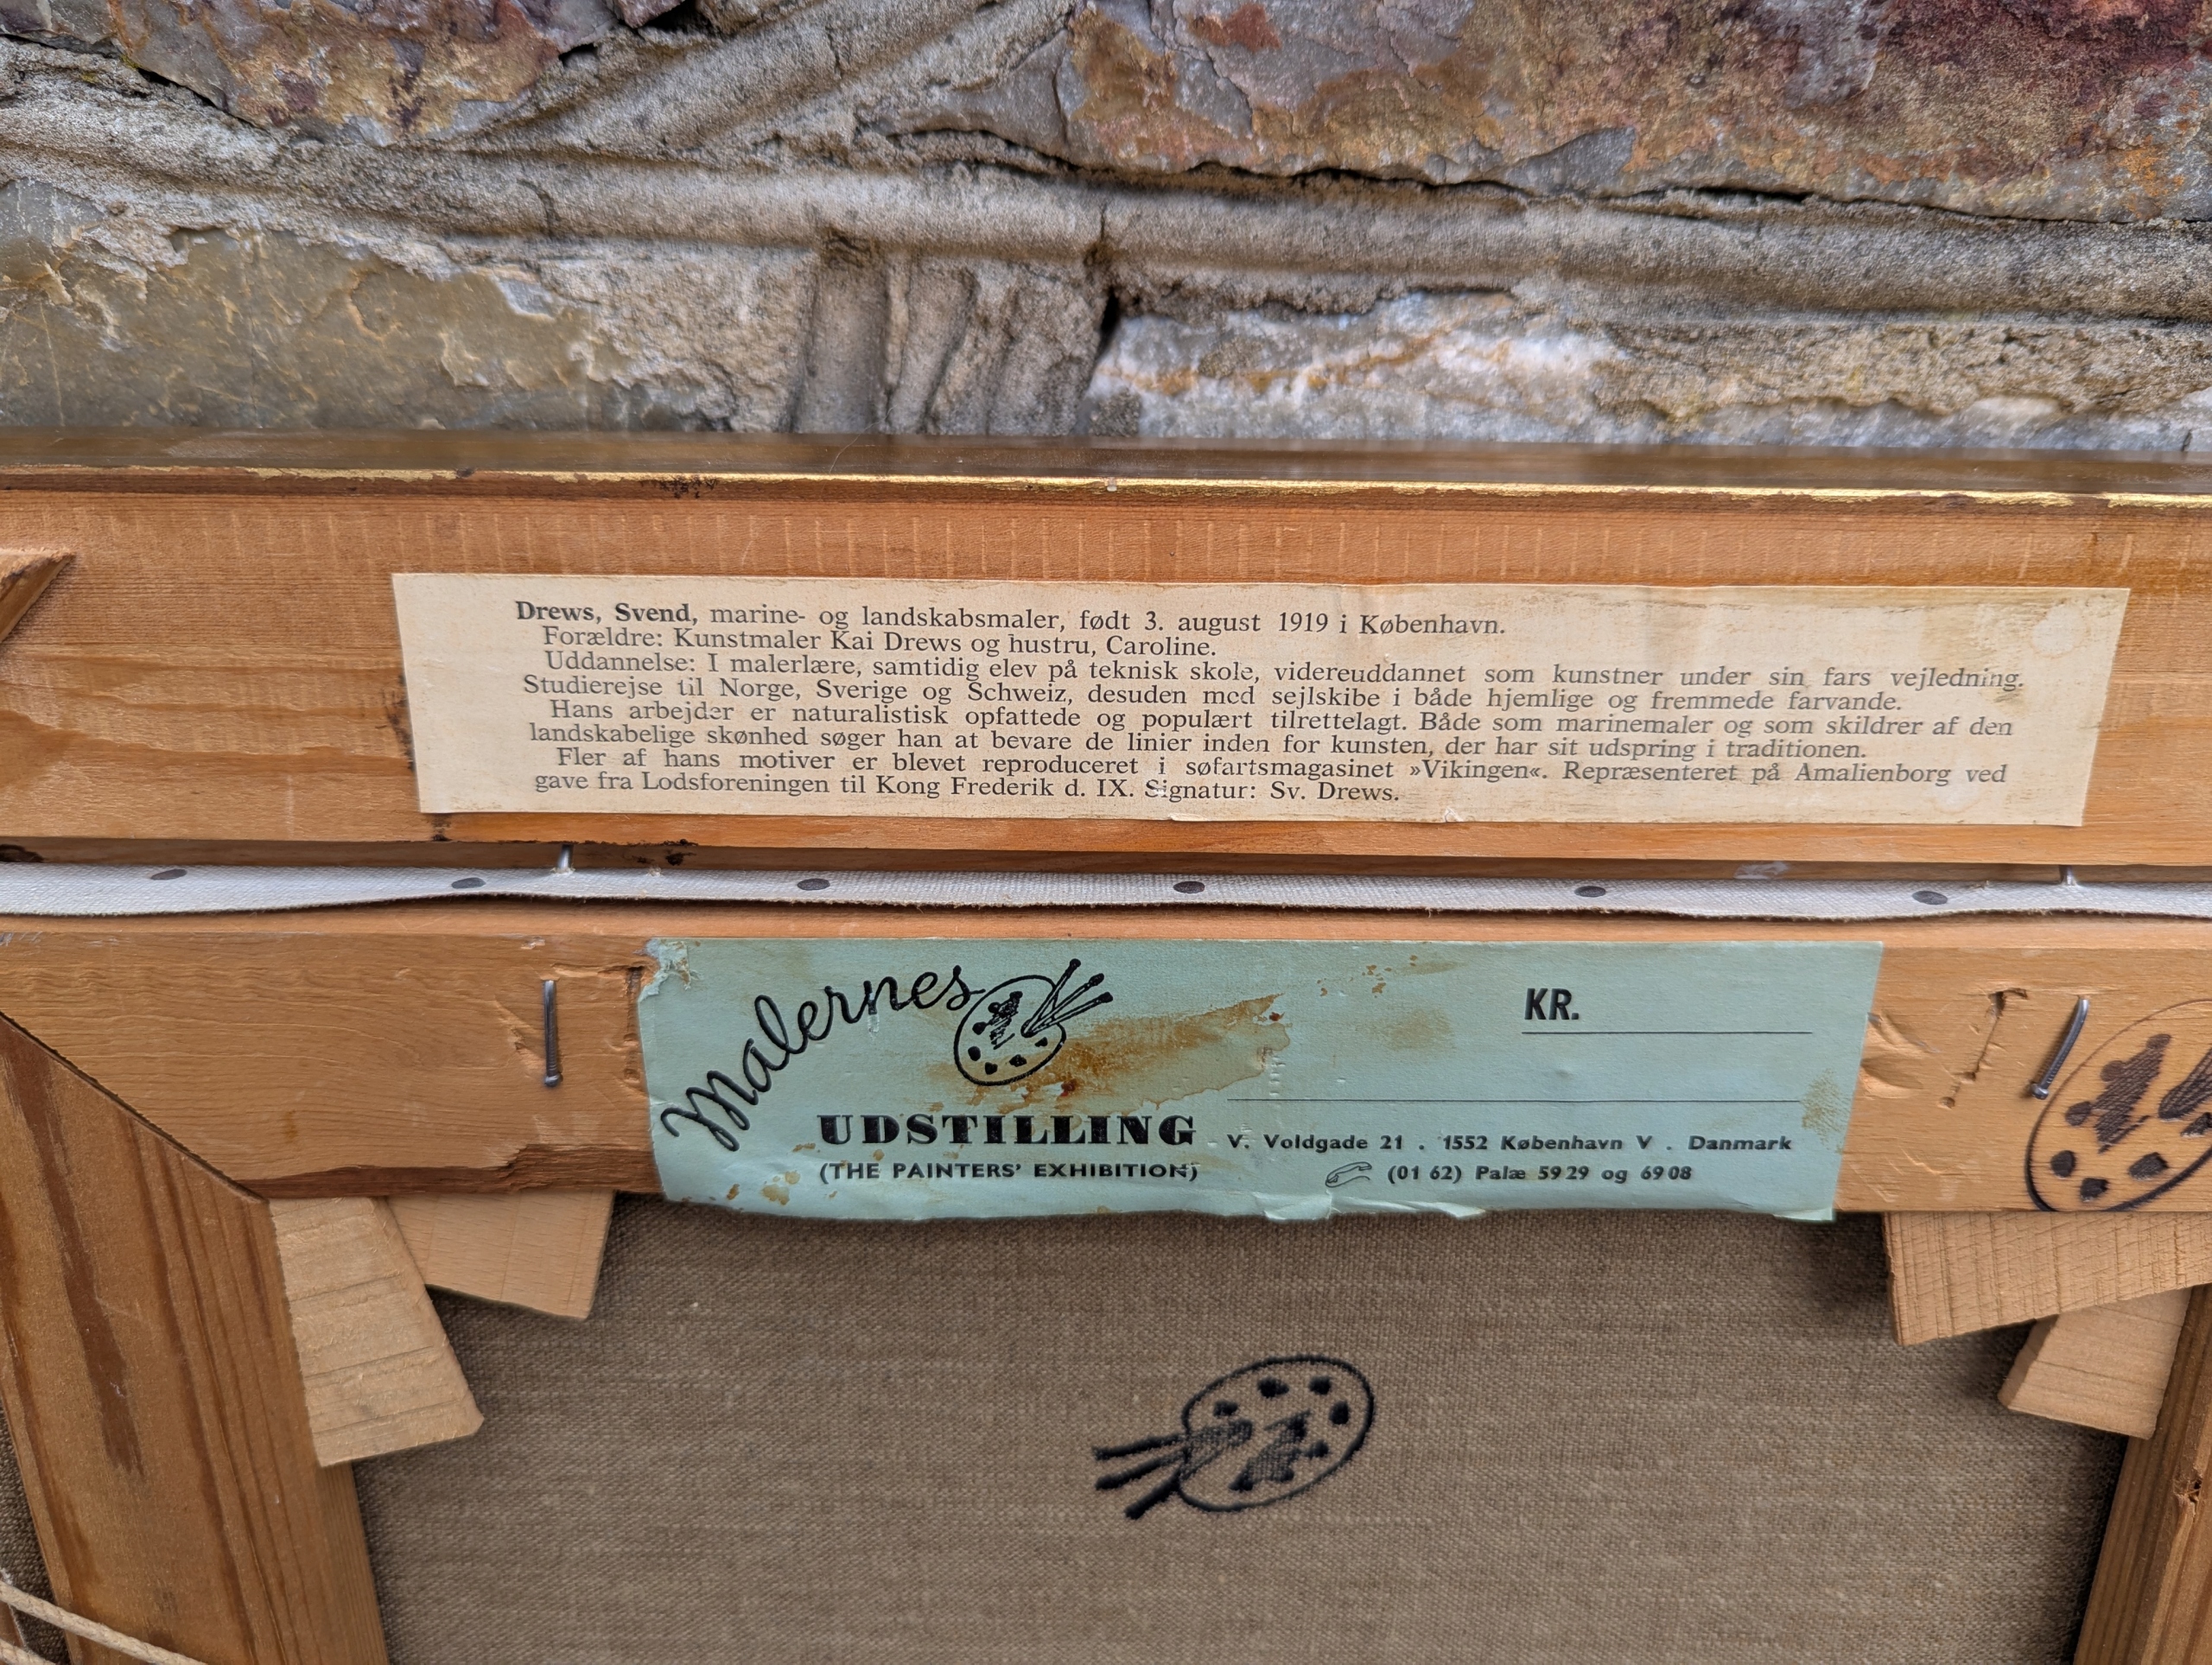 Drews, Svend, marine- og landskabsmaler, født 3. august 1919 i København.
Forældre: Kunstmaler Kai Drews og hustru, Caroline.
Uddannelse: I malerlære, samtidig elev på teknisk skole, videreuddannet som kunstner under sin fars vejledning.
Studierejse til Norge, Sverige og Schweiz, desuden med sejlskibe i både hjemlige og fremmede farvande.
Hans arbejder er naturalistisk opfattede og populært tilrettelagt. Både som marinemaler og som skildrer af den
landskabelige skønhed søger han at bevare de linier inden for kunsten, der har sit udspring i traditionen.
Fler af hans motiver er blevet reproduceret i søfartsmagasinet »Vikingen«. Repræsenteret på Amalienborg ved
gave fra Lodsforeningen til Kong Frederik d. IX. Signatur: Sv. Drews.
Malernes
UDSTILLING
(THE PAINTERS' EXHIBITION)
KR.
V. Voldgade 21 . 1552 København V . Danmark
(01 62) Palæ 59 29 og 69 08